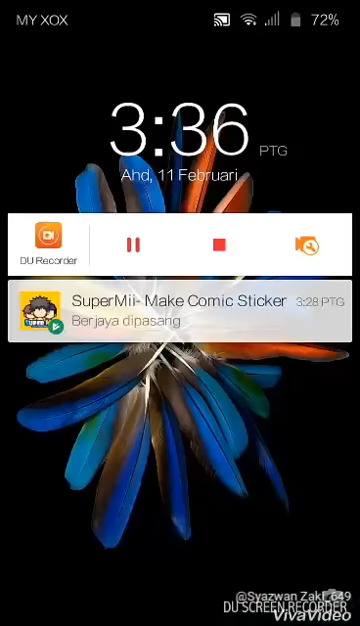 MY XOX 72%
3:36 PTG
Ahd, 11 Februari
DU Recorder
SuperMii- Make Comic Sticker 3:28 PTG
Berjaya dipasang
@Syazwan Zaki_649
DU SCREEN RECORDER
VivaVideo